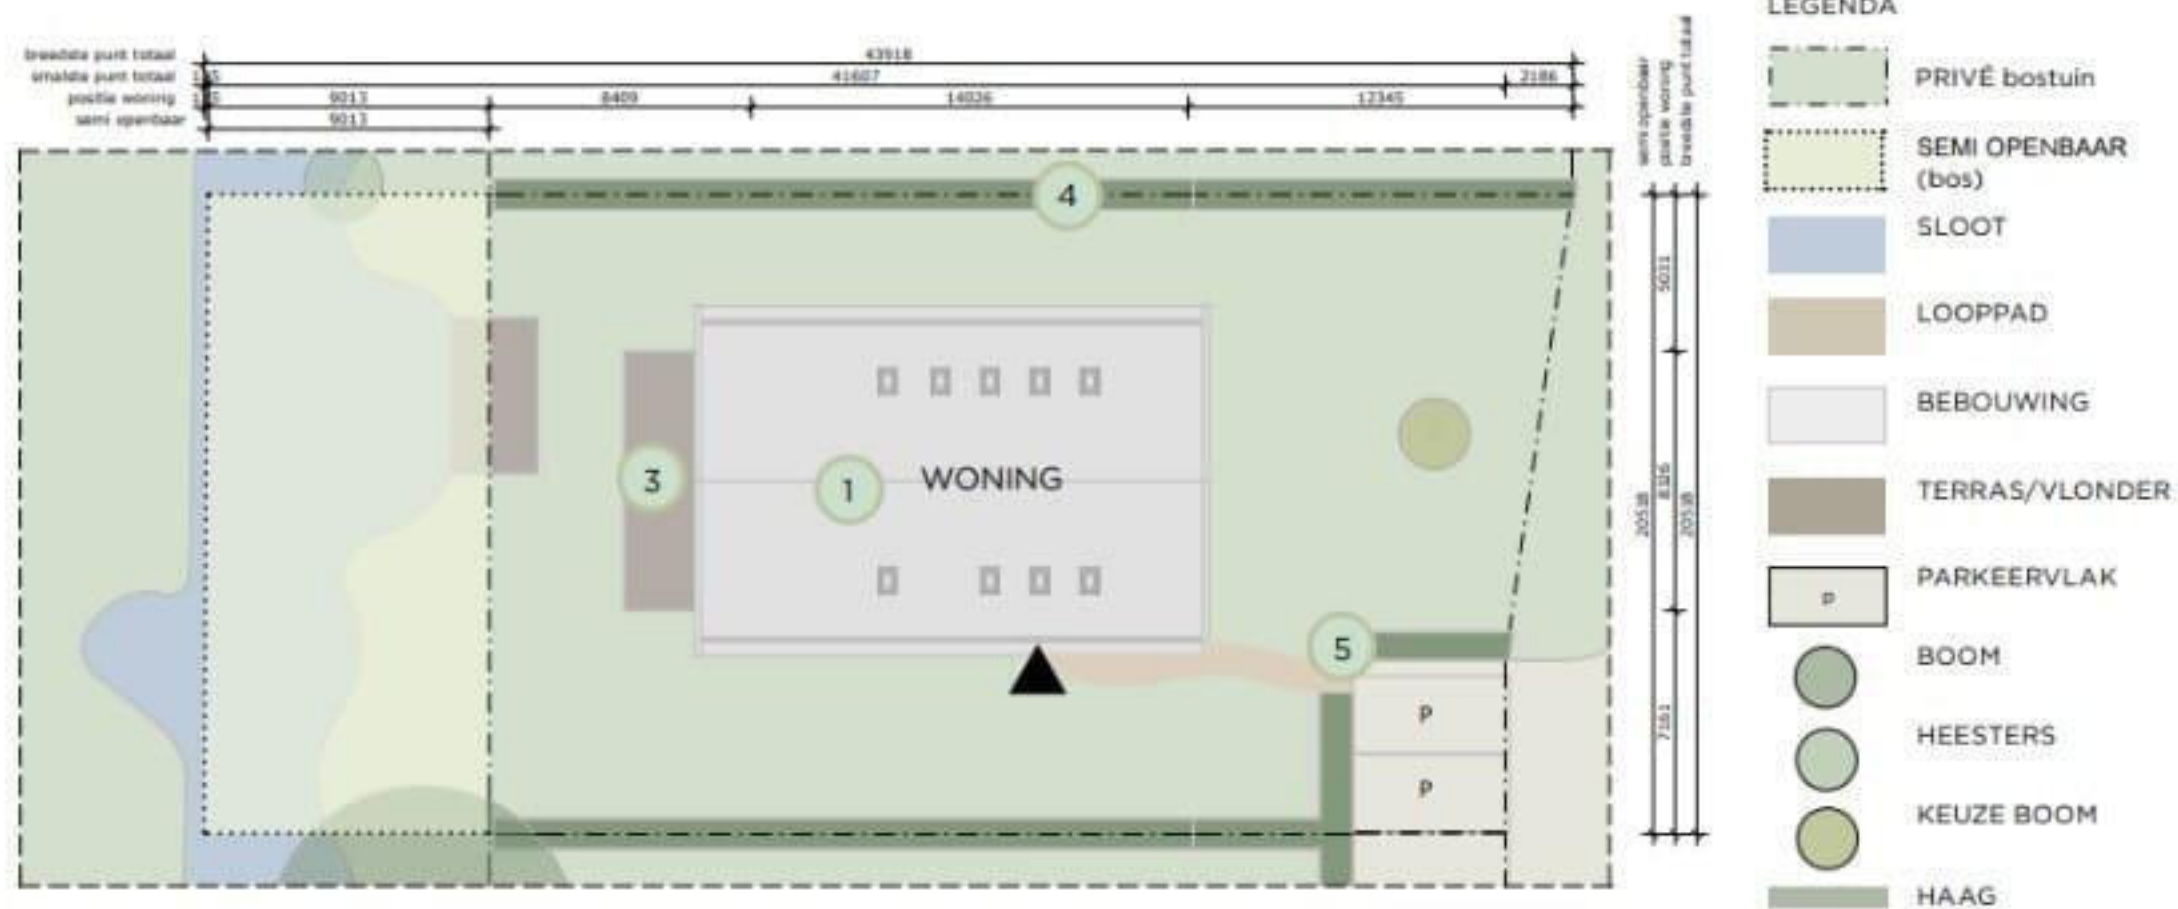 LEGENDA
breedste punt totaal
43918
smalste punt totaal
41607
2186
positie woning
9013
8409
14026
12345
semi openbaar
9013
semi openbaar
positie woning
breedste punt totaal
PRIVÉ bostuin
SEMI OPENBAAR
(bos)
SLOOT
LOOPPAD
BEBOUWING
TERRAS/VLONDER
PARKEERVLAK
P
BOOM
HEESTERS
KEUZE BOOM
HAAG
4
3
1
WONING
5
P
P
5031
8326
7161
20518
20518